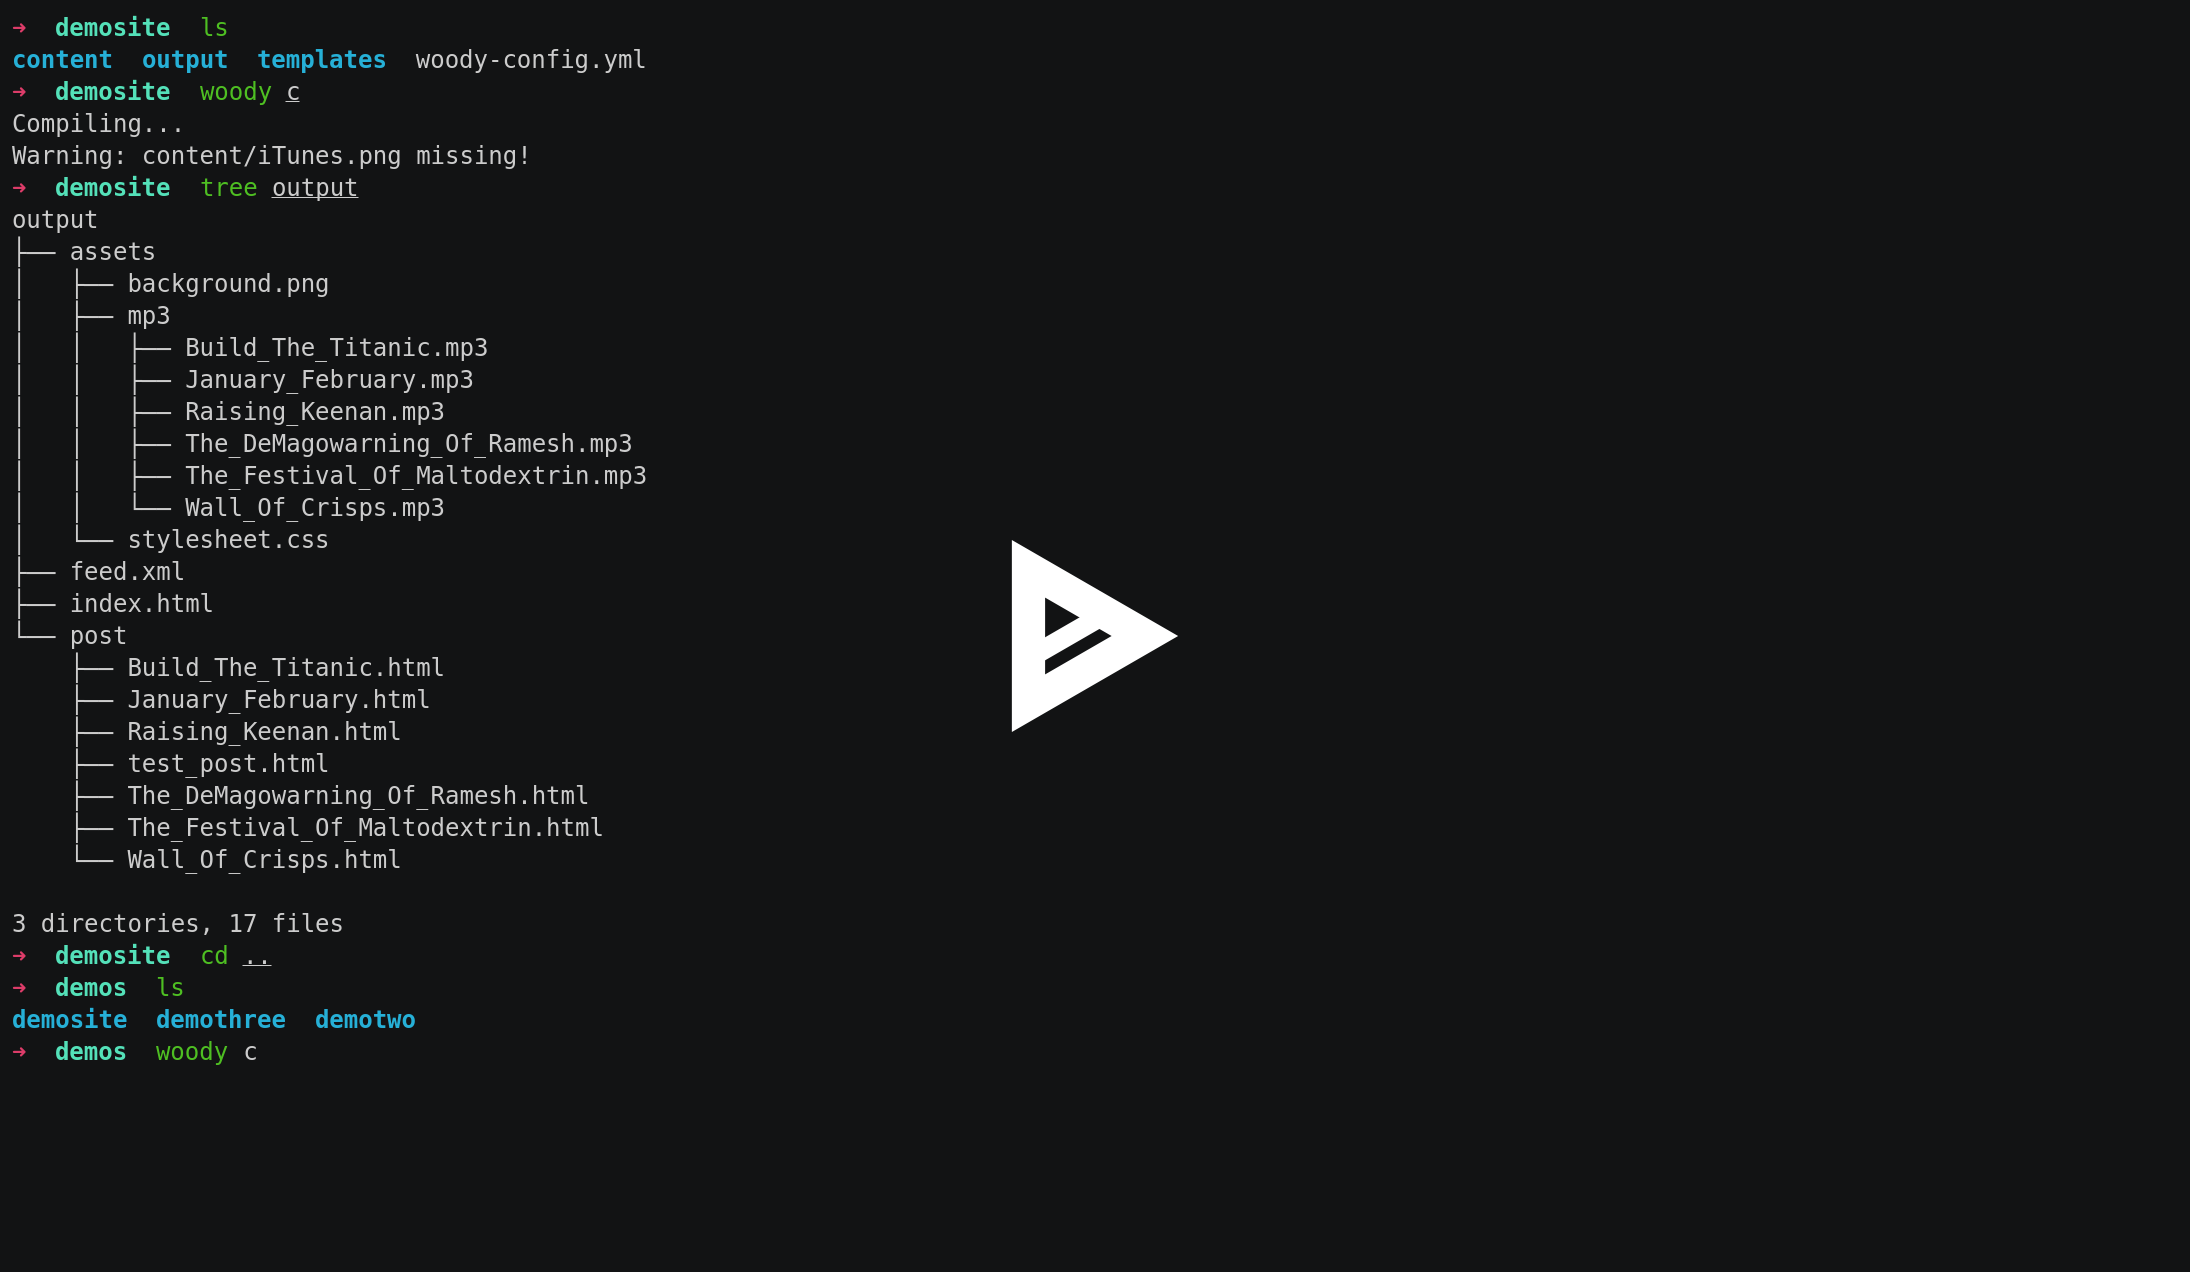 ➜  demosite  ls
content  output  templates  woody-config.yml
➜  demosite  woody c
Compiling...
Warning: content/iTunes.png missing!
➜  demosite  tree output
output
├── assets
│   ├── background.png
│   ├── mp3
│   │   ├── Build_The_Titanic.mp3
│   │   ├── January_February.mp3
│   │   ├── Raising_Keenan.mp3
│   │   ├── The_DeMagowarning_Of_Ramesh.mp3
│   │   ├── The_Festival_Of_Maltodextrin.mp3
│   │   └── Wall_Of_Crisps.mp3
│   └── stylesheet.css
├── feed.xml
├── index.html
└── post
    ├── Build_The_Titanic.html
    ├── January_February.html
    ├── Raising_Keenan.html
    ├── test_post.html
    ├── The_DeMagowarning_Of_Ramesh.html
    ├── The_Festival_Of_Maltodextrin.html
    └── Wall_Of_Crisps.html

3 directories, 17 files
➜  demosite  cd ..
➜  demos  ls
demosite  demothree  demotwo
➜  demos  woody c